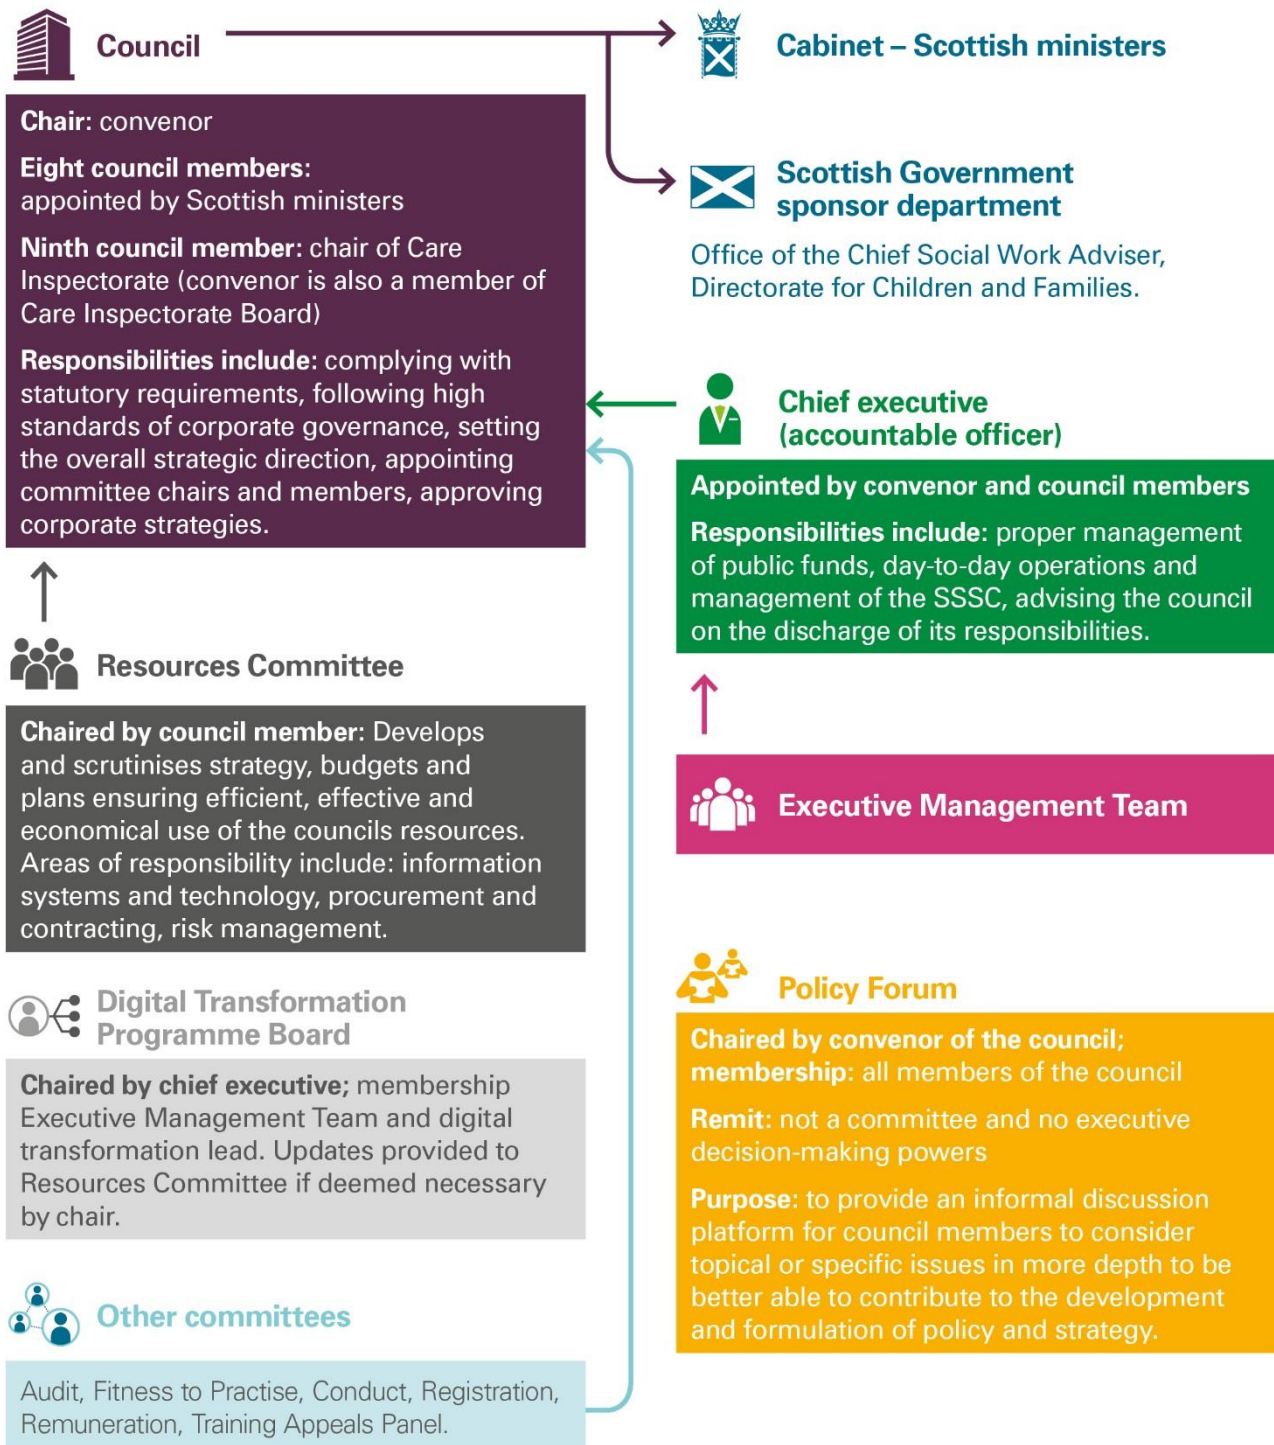 Council
Chair: convenor
Eight council members:
appointed by Scottish ministers
Ninth council member: chair of Care
Inspectorate (convenor is also a member of
Care Inspectorate Board)
Responsibilities include: complying with
statutory requirements, following high
standards of corporate governance, setting
the overall strategic direction, appointing
committee chairs and members, approving
corporate strategies.
Resources Committee
Chaired by council member: Develops
and scrutinises strategy, budgets and
plans ensuring efficient, effective and
economical use of the councils resources.
Areas of responsibility include: information
systems and technology, procurement and
contracting, risk management.
Digital Transformation
Programme Board
Chaired by chief executive; membership
Executive Management Team and digital
transformation lead. Updates provided to
Resources Committee if deemed necessary
by chair.
Other committees
Audit, Fitness to Practise, Conduct, Registration,
Remuneration, Training Appeals Panel.
Cabinet – Scottish ministers
Scottish Government
sponsor department
Office of the Chief Social Work Adviser,
Directorate for Children and Families.
Chief executive
(accountable officer)
Appointed by convenor and council members
Responsibilities include: proper management
of public funds, day-to-day operations and
management of the SSSC, advising the council
on the discharge of its responsibilities.
Executive Management Team
Policy Forum
Chaired by convenor of the council;
membership: all members of the council
Remit: not a committee and no executive
decision-making powers
Purpose: to provide an informal discussion
platform for council members to consider
topical or specific issues in more depth to be
better able to contribute to the development
and formulation of policy and strategy.